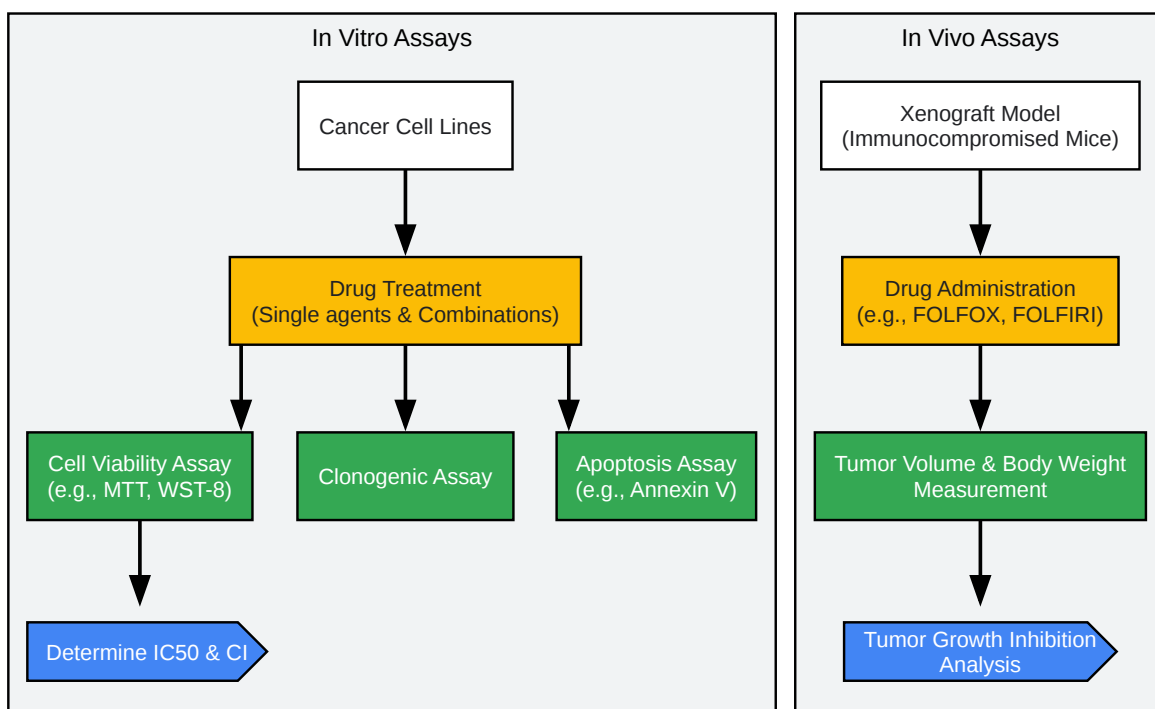 In Vitro Assays
Cancer Cell Lines
Drug Treatment
(Single agents & Combinations)
Cell Viability Assay
(e.g., MTT, WST-8)
Clonogenic Assay
Apoptosis Assay
(e.g., Annexin V)
Determine IC50 & CI
In Vivo Assays
Xenograft Model
(Immunocompromised Mice)
Drug Administration
(e.g., FOLFOX, FOLFIRI)
Tumor Volume & Body Weight
Measurement
Tumor Growth Inhibition
Analysis